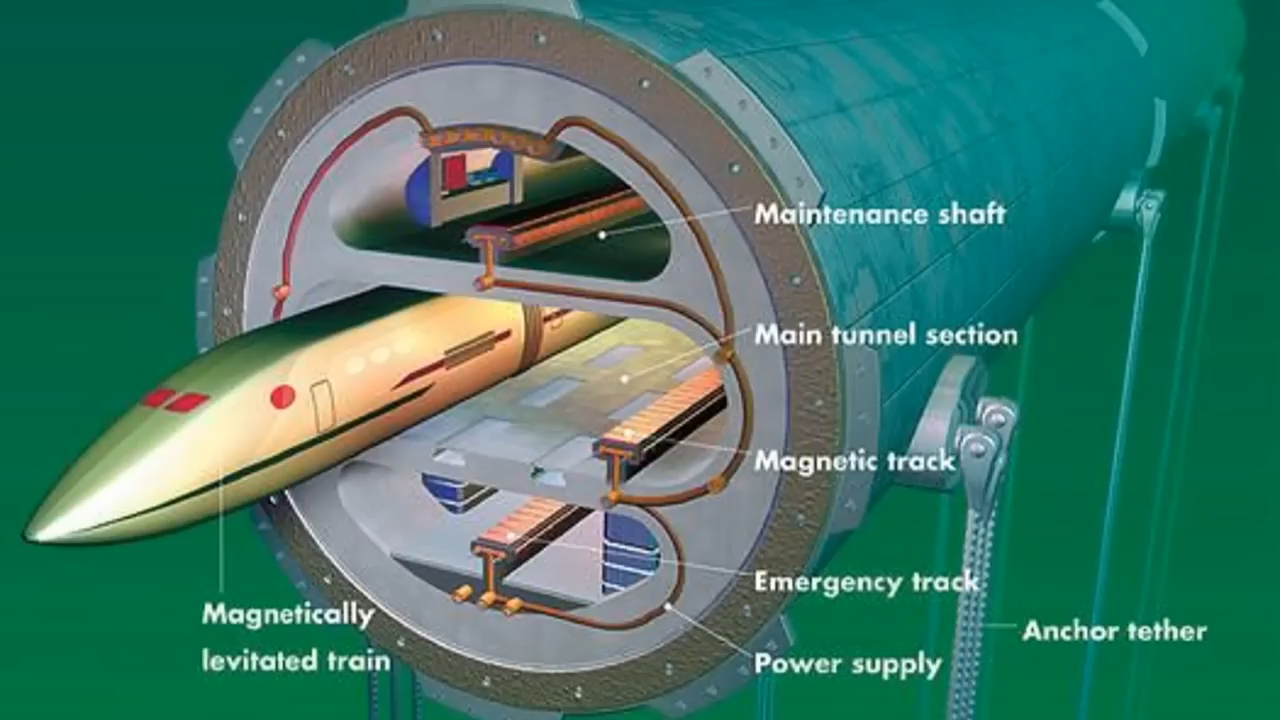 Maintenance shaft
Main tunnel section
Magnetic track
Emergency track
Magnetically
levitated train
Anchor tether
Power supply